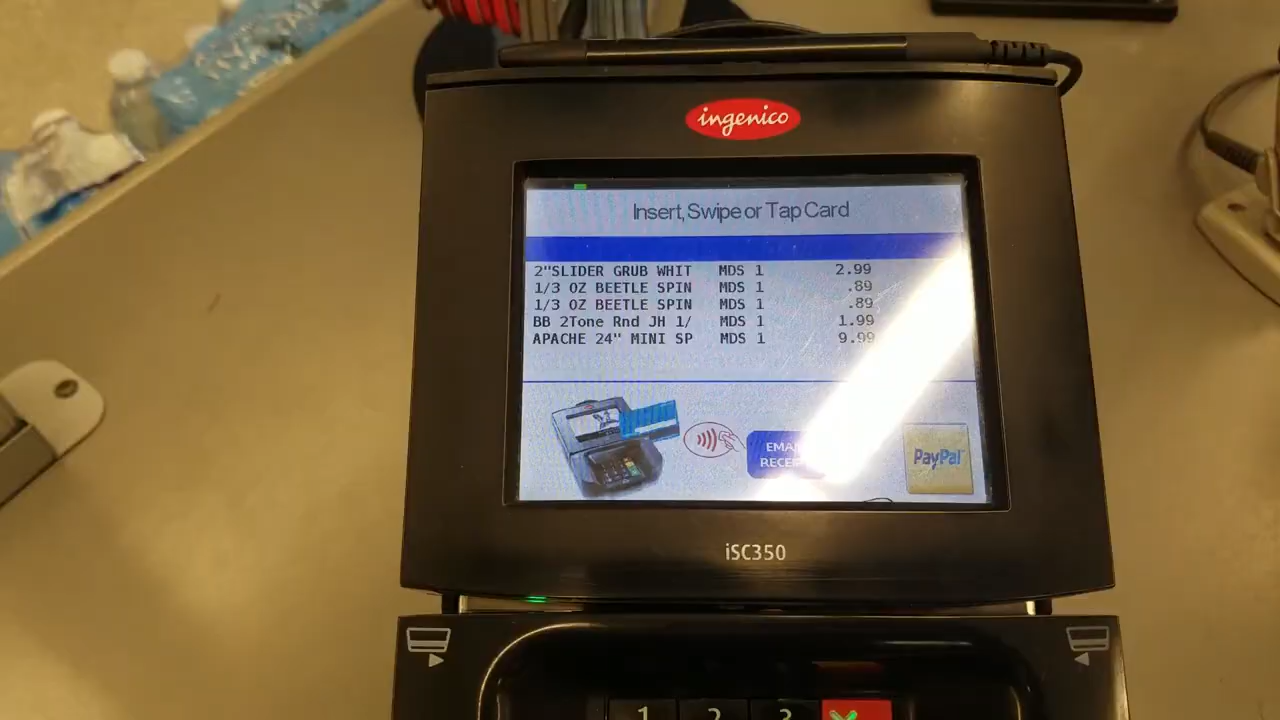 ingenico
Insert, Swipe or Tap Card
2"SLIDER GRUB WHIT MDS 1 2.99
1/3 OZ BEETLE SPIN MDS 1 .89
1/3 OZ BEETLE SPIN MDS 1 .89
BB 2Tone Rnd JH 1/ MDS 1 1.99
APACHE 24" MINI SP MDS 1 9.99
PayPal
iSC350
1 2 3